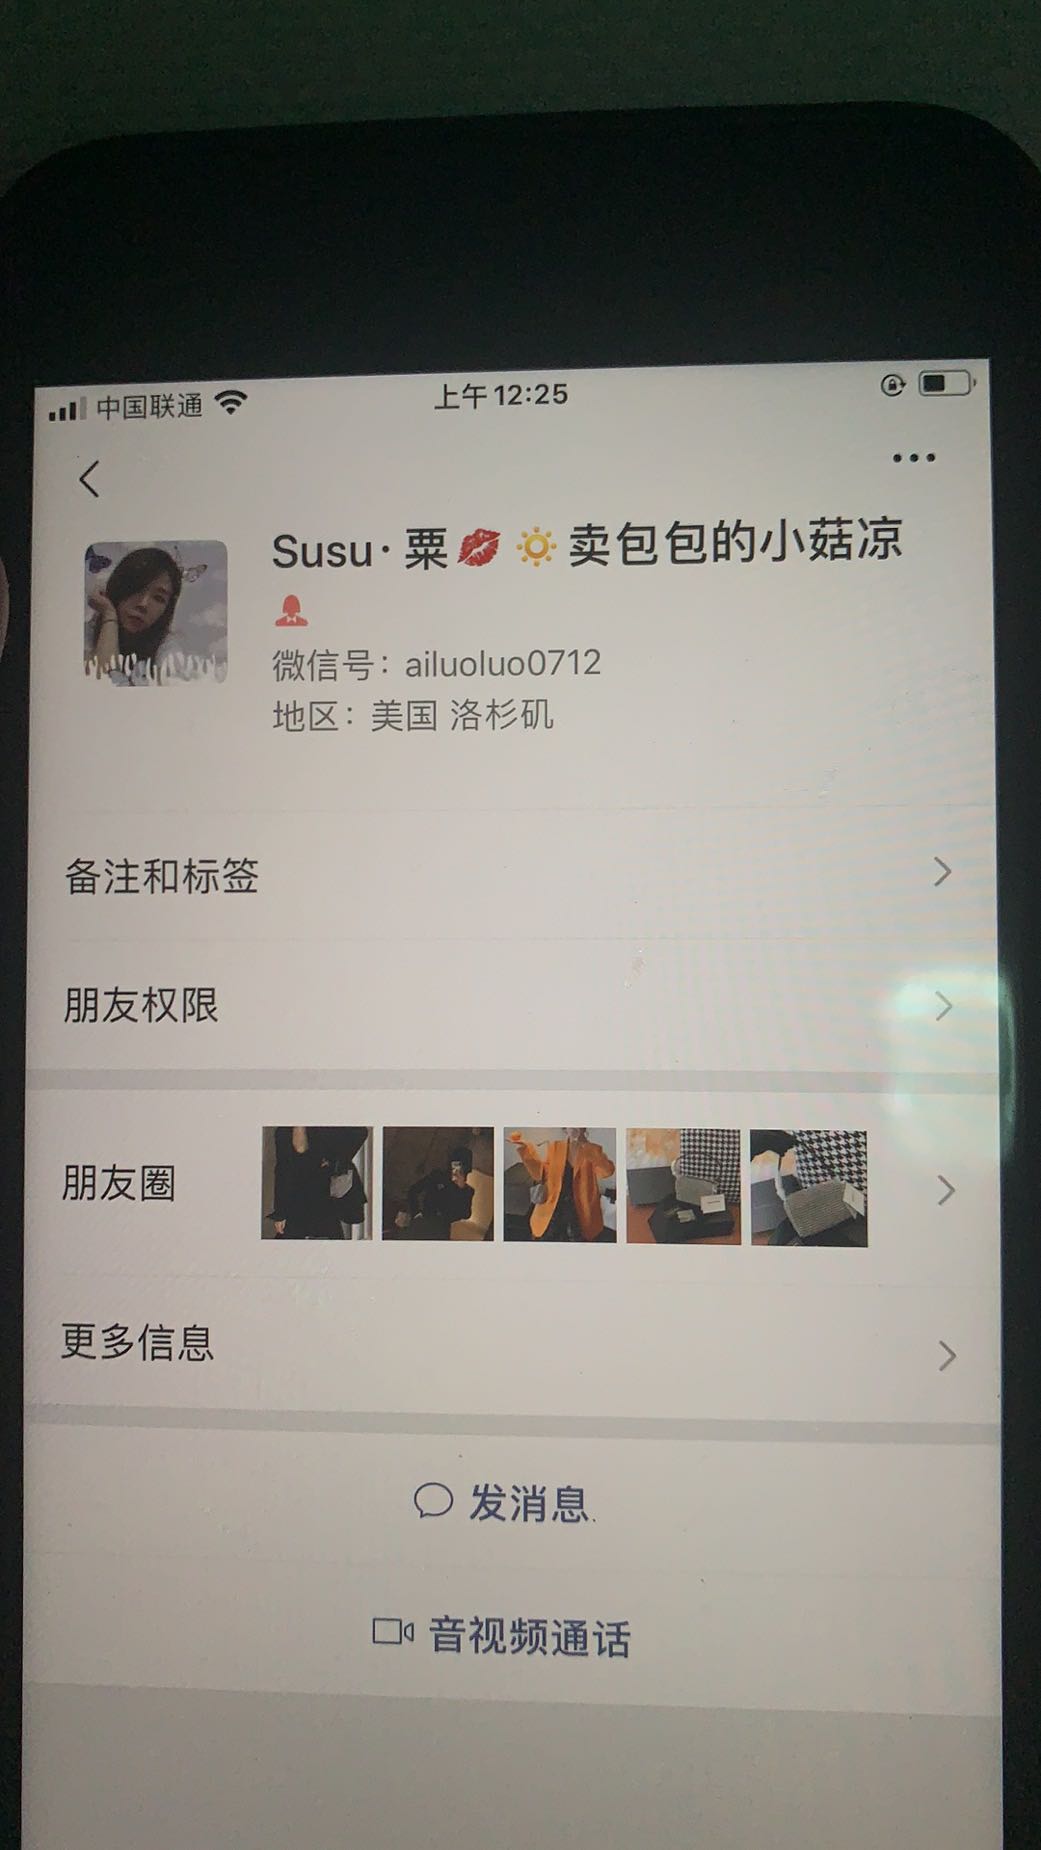 中国联通 上午12:25
Susu·粟💋🔅卖包包的小菇凉
微信号：ailuoluo0712
地区：美国 洛杉矶
备注和标签
朋友权限
朋友圈
更多信息
发消息
音视频通话